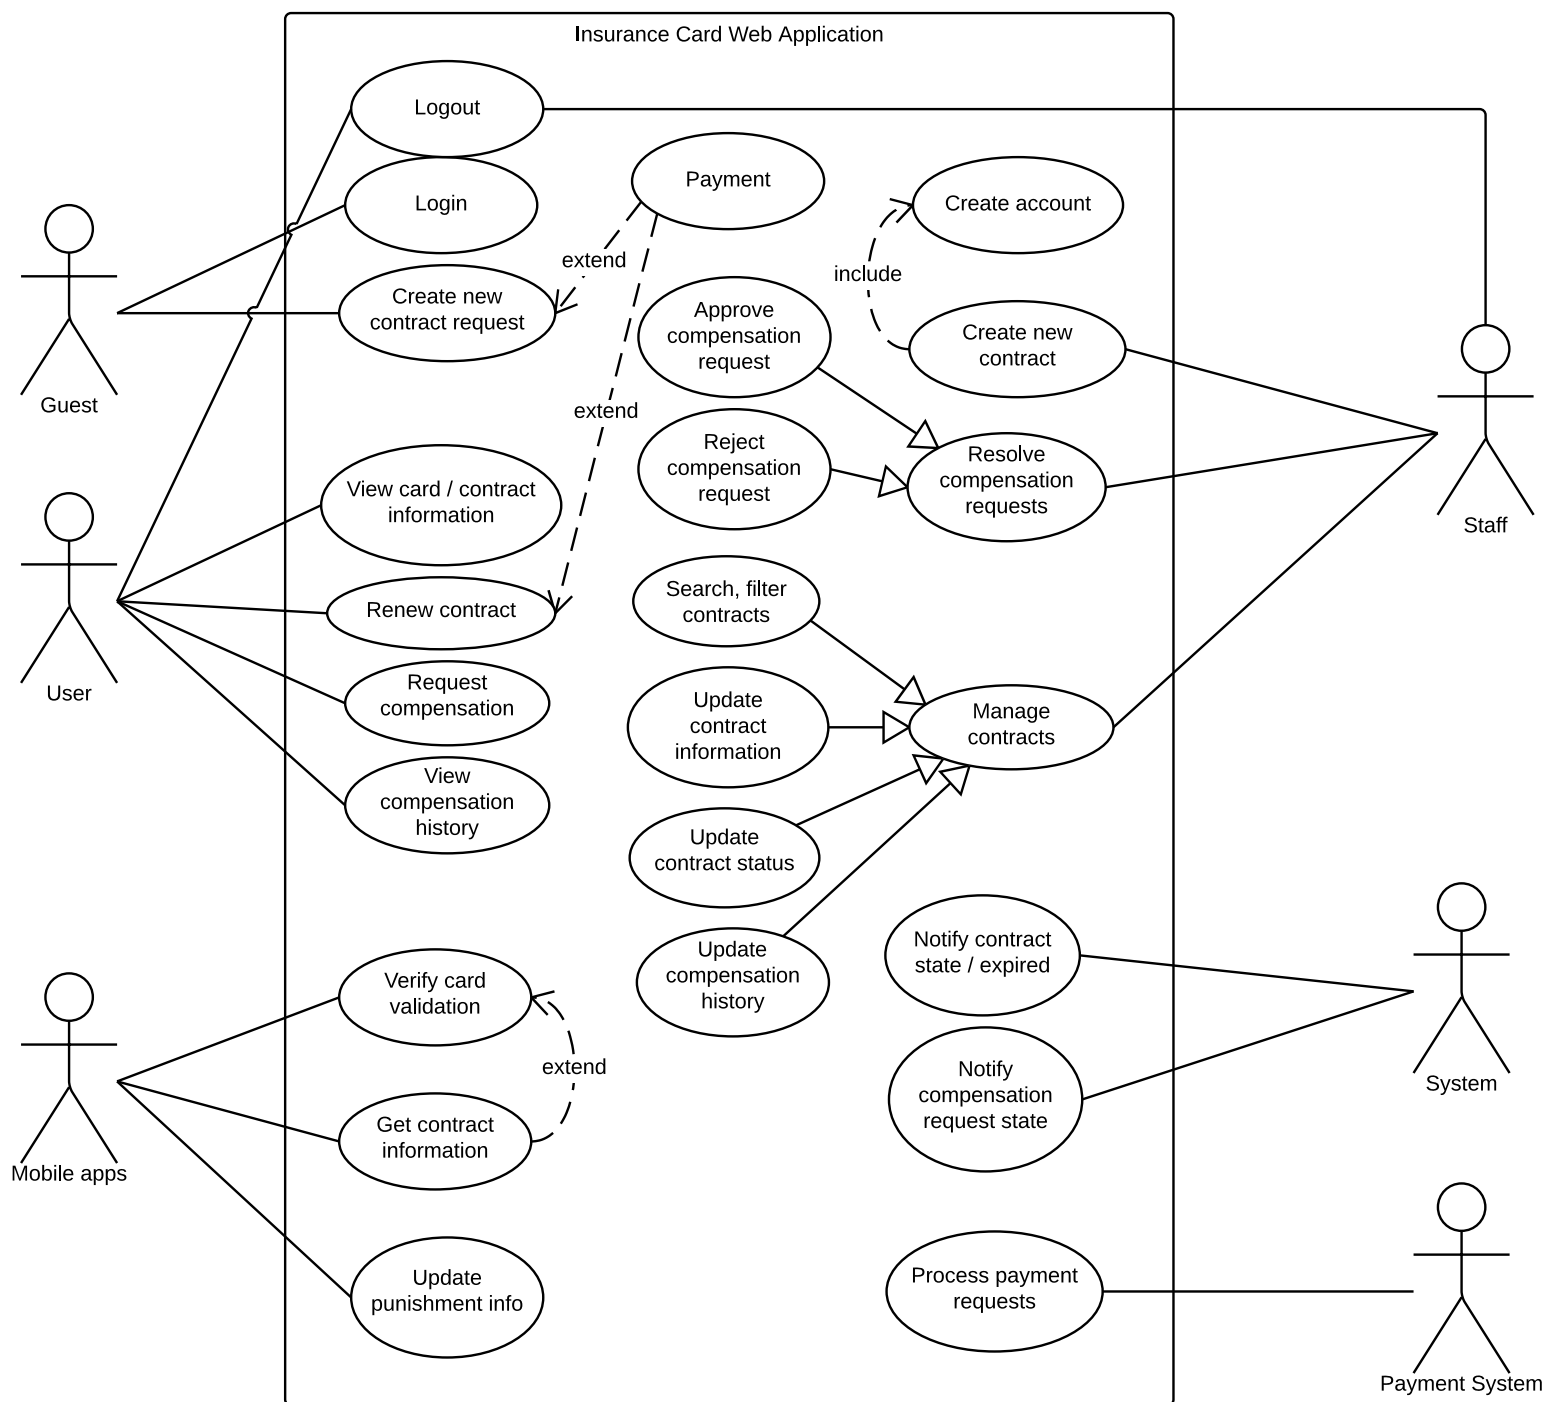 Insurance Card Web Application
Logout
Login
Payment
Create account
extend
include
Create new
contract request
Approve
compensation
request
Create new
contract
Guest
extend
Reject
compensation
request
Resolve
compensation
requests
Staff
View card / contract
information
Search, filter
contracts
Renew contract
User
Request
compensation
Update
contract
information
Manage
contracts
View
compensation
history
Update
contract status
Notify contract
state / expired
Update
compensation
history
Verify card
validation
extend
Notify
compensation
request state
System
Get contract
information
Mobile apps
Update
punishment info
Process payment
requests
Payment System